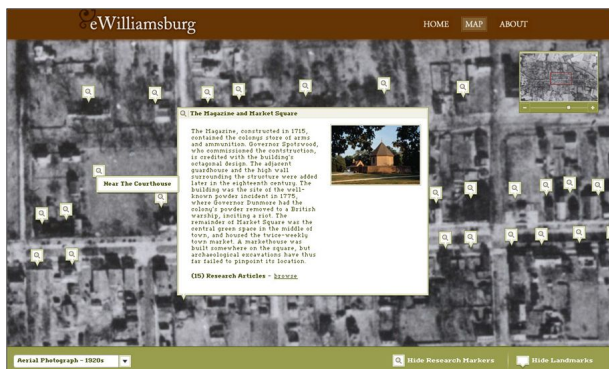 eWilliamsburg
HOME MAP ABOUT
The Magazine and Market Square
The Magazine, constructed in 1715,
contained the colonys store of arms
and ammunition. Governor Spotswood,
who commissioned the contstruction,
is credited with the building's
octagonal design. The adjacent
guardhouse and the high wall
surrounding the structure were added
later in the eighteenth century. The
building was the site of the well-
known powder incident in 1775,
where Governor Dunmore had the
colony's powder removed to a British
warship, inciting a riot. The
remainder of Market Square was the
central green space in the middle of
town, and housed the twice-weekly
town market. A markethouse was
built somewhere on the square, but
archaeological excavations have thus
far failed to pinpoint its location.
(15) Research Articles - browse
Near The Courthouse
Aerial Photograph - 1920s
Hide Research Markers
Hide Landmarks